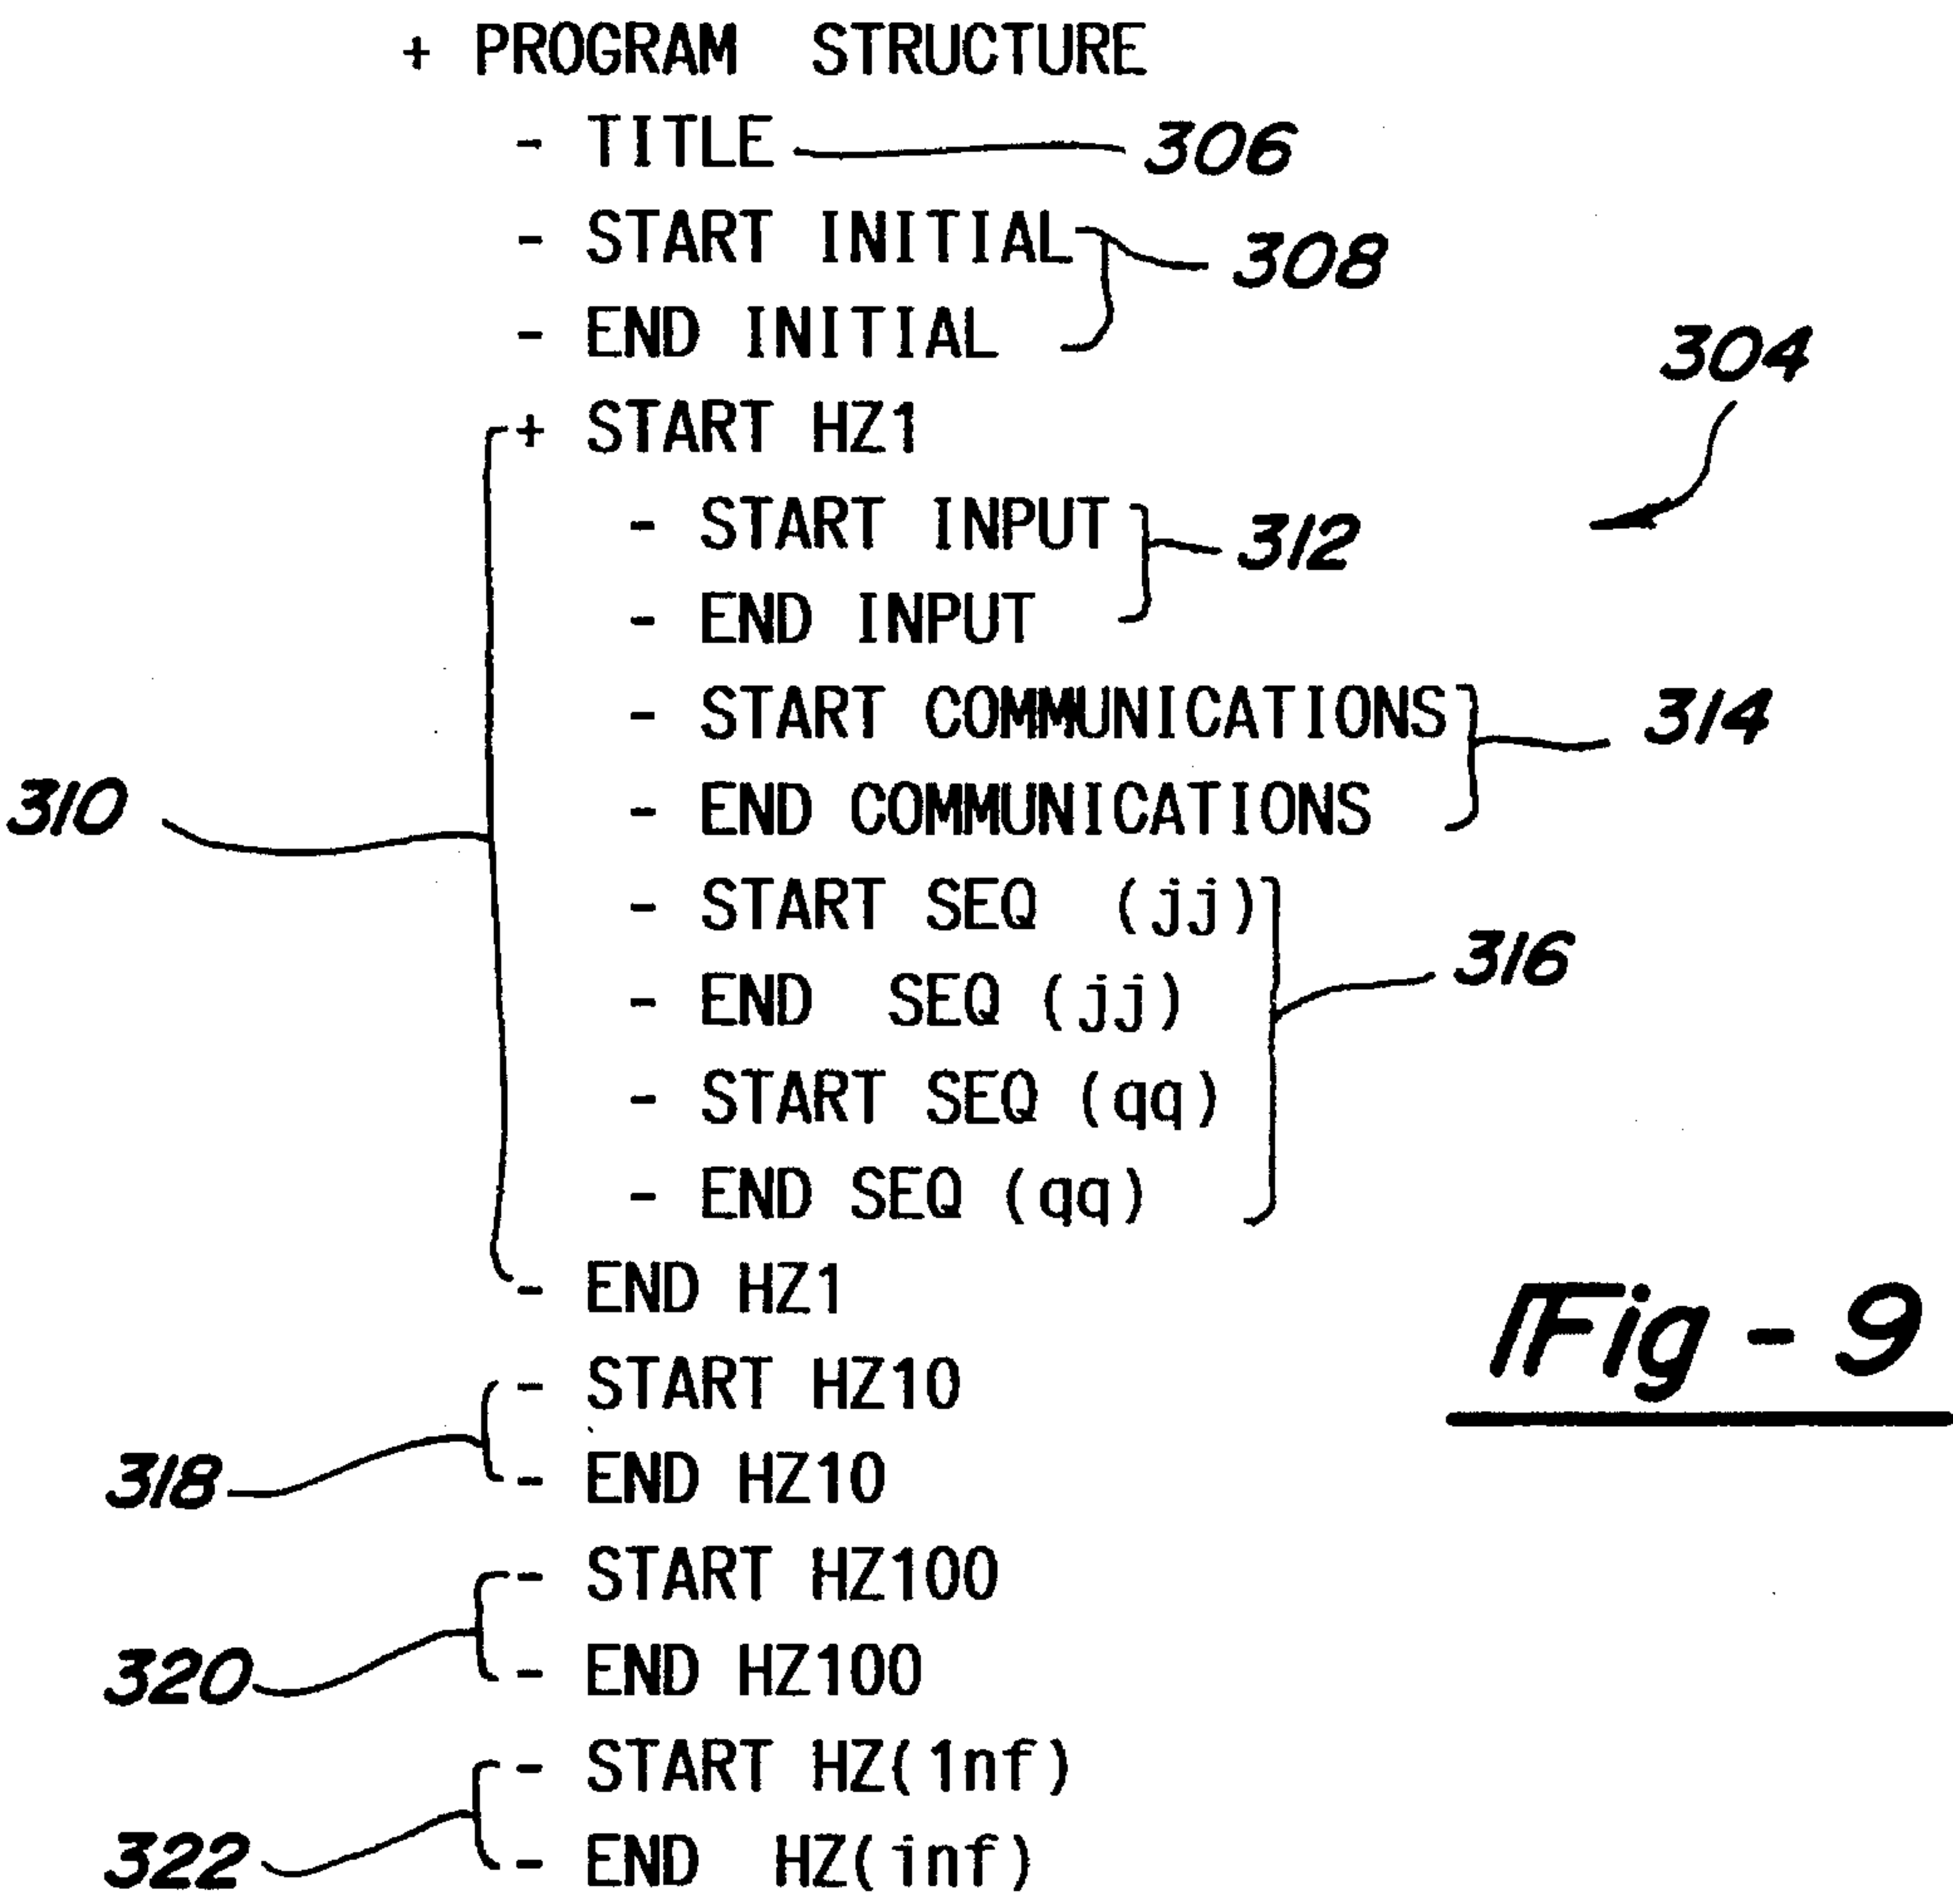 + PROGRAM STRUCTURE
- TITLE 306
- START INITIAL 308
- END INITIAL
304
+ START HZ1
- START INPUT 312
- END INPUT
- START COMMUNICATIONS 314
310
- END COMMUNICATIONS
- START SEQ (jj)
316
- END SEQ (jj)
- START SEQ (qq)
- END SEQ (qq)
- END HZ1
Fig - 9
- START HZ10
318
- END HZ10
- START HZ100
320
- END HZ100
- START HZ(1nf)
322
- END HZ(inf)